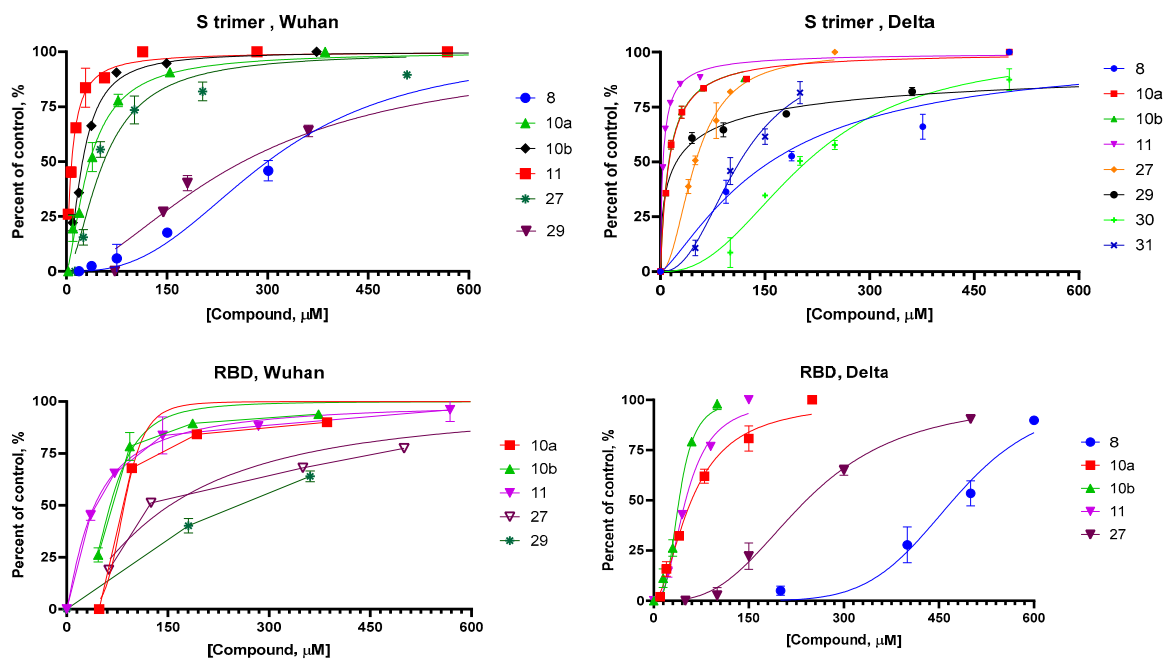 S trimer , Wuhan
Percent of control, %
100
75
50
25
0
0 150 300 450 600
[Compound, μM]
8
10a
10b
11
27
29
S trimer , Delta
Percent of control, %
100
75
50
25
0
0 150 300 450 600
[Compound, μM]
8
10a
10b
11
27
29
30
31
RBD, Wuhan
Percent of control, %
100
75
50
25
0
0 150 300 450 600
[Compound, μM]
10a
10b
11
27
29
RBD, Delta
Percent of control, %
100
75
50
25
0
0 150 300 450 600
[Compound, μM]
8
10a
10b
11
27